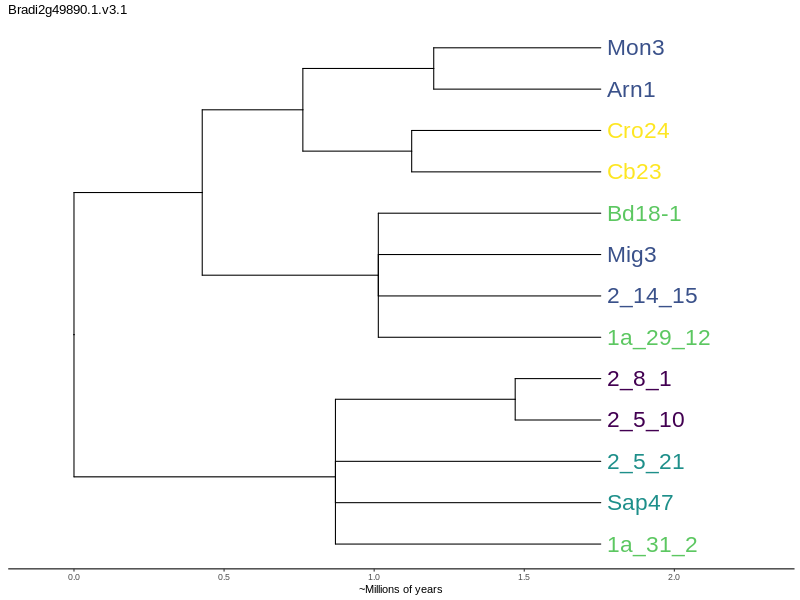 Bradi2g49890.1.v3.1
Mon3
Arn1
Cro24
Cb23
Bd18-1
Mig3
2_14_15
1a_29_12
2_8_1
2_5_10
2_5_21
Sap47
1a_31_2
0.0 0.5 1.0 1.5 2.0
~Millions of years